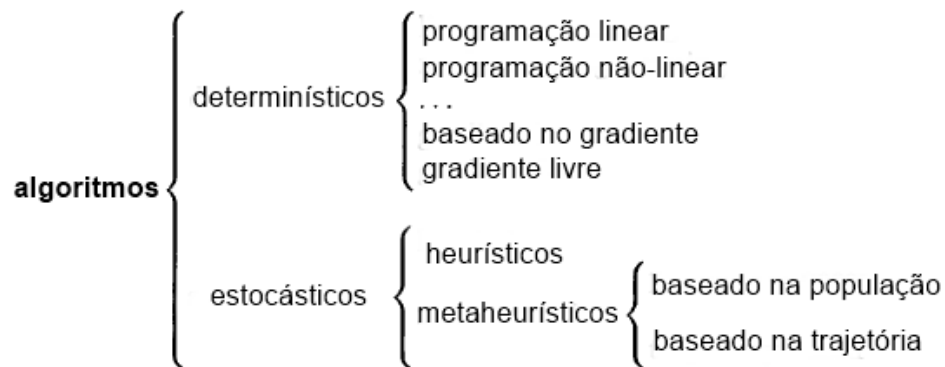 programação linear
programação não-linear
determinísticos
...
baseado no gradiente
gradiente livre
algoritmos
heurísticos
estocásticos
metaheurísticos
baseado na população
baseado na trajetória